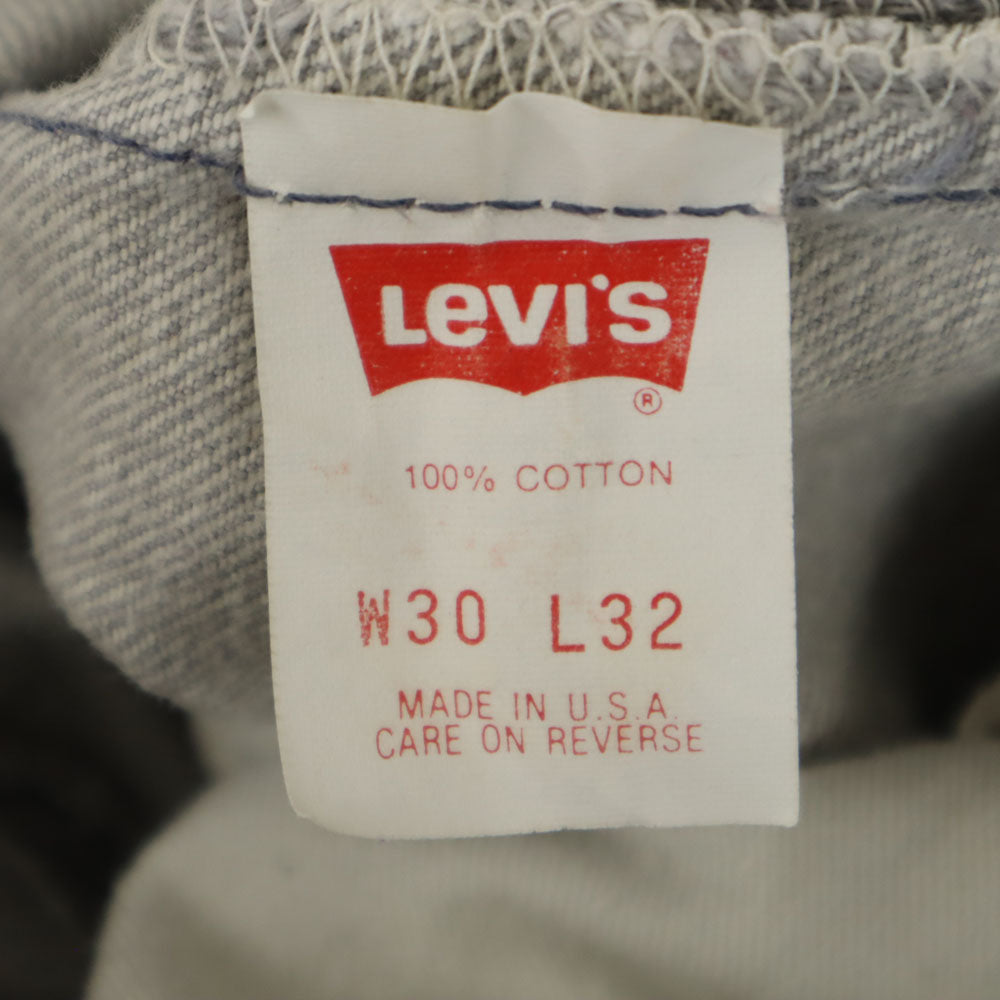 LeVI'S
®
100% COTTON
W30 L32
MADE IN U.S.A.
CARE ON REVERSE